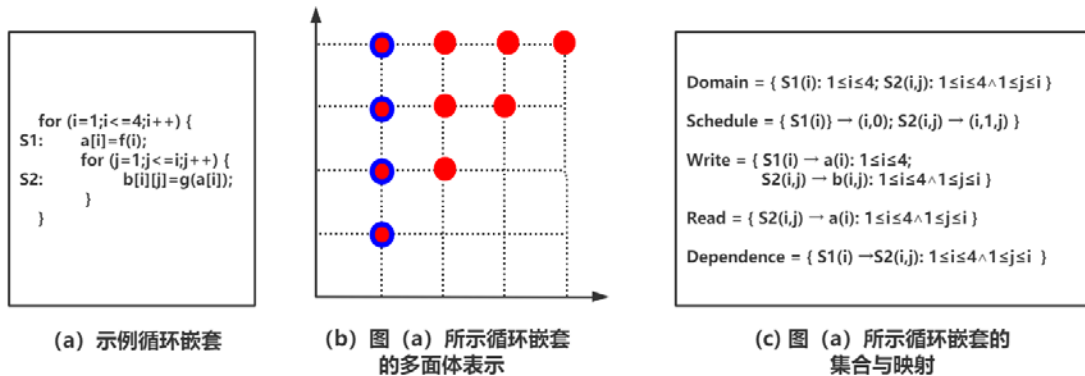 for (i=1;i<=4;i++) {
S1: a[i]=f(i);
for (j=1;j<=i;j++) {
S2: b[i][j]=g(a[i]);
}
}
(a) 示例循环嵌套
(b) 图 (a) 所示循环嵌套
的多面体表示
Domain = { S1(i): 1≤i≤4; S2(i,j): 1≤i≤4∧1≤j≤i }
Schedule = { S1(i)} → (i,0); S2(i,j) → (i,1,j) }
Write = { S1(i) → a(i): 1≤i≤4;
S2(i,j) → b(i,j): 1≤i≤4∧1≤j≤i }
Read = { S2(i,j) → a(i): 1≤i≤4∧1≤j≤i }
Dependence = { S1(i) →S2(i,j): 1≤i≤4∧1≤j≤i }
(c) 图 (a) 所示循环嵌套的
集合与映射